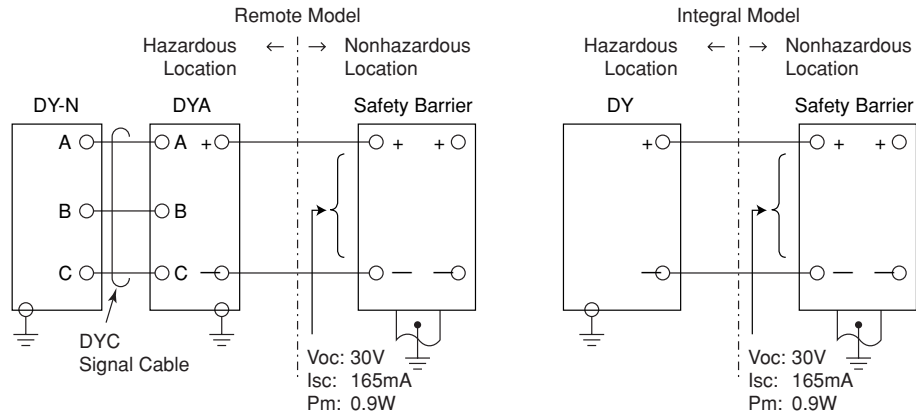 Remote Model
Hazardous Location ← → Nonhazardous Location
DY-N
DYA
Safety Barrier
A
A
+
+
+
B
B
C
C
—
—
—
DYC
Signal Cable
Voc: 30V
Isc: 165mA
Pm: 0.9W
Integral Model
Hazardous Location ← → Nonhazardous Location
DY
Safety Barrier
+
+
+
—
—
—
Voc: 30V
Isc: 165mA
Pm: 0.9W